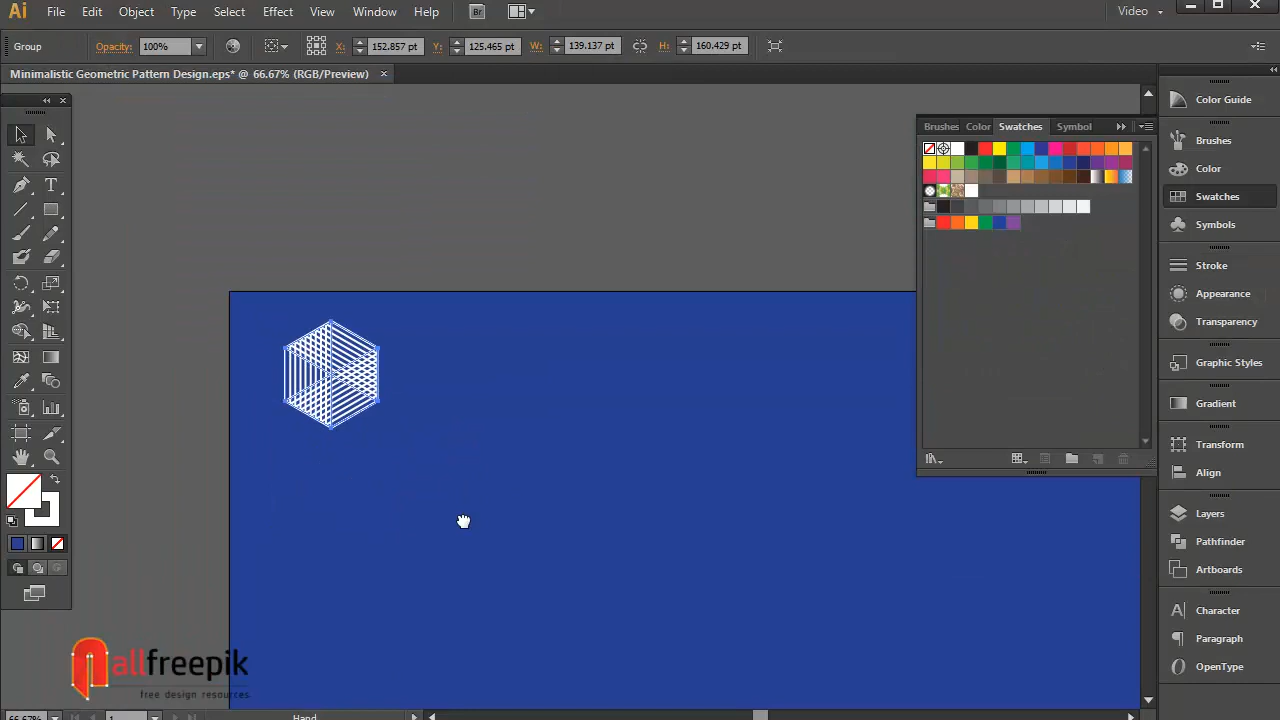 Ai File Edit Object Type Select Effect View Window Help Br Video
Group Opacity: 100% X: 152.857 pt Y: 125.465 pt W: 139.137 pt H: 160.429 pt
Minimalistic Geometric Pattern Design.eps* @ 66.67% (RGB/Preview)
Color Guide
Brushes Color Swatches Symbol
Brushes
Color
Swatches
Symbols
Stroke
Appearance
Transparency
Graphic Styles
Gradient
Transform
Align
Layers
Pathfinder
Artboards
Character
Paragraph
OpenType
allfreepik
free design resources
66.67% 1 Hand